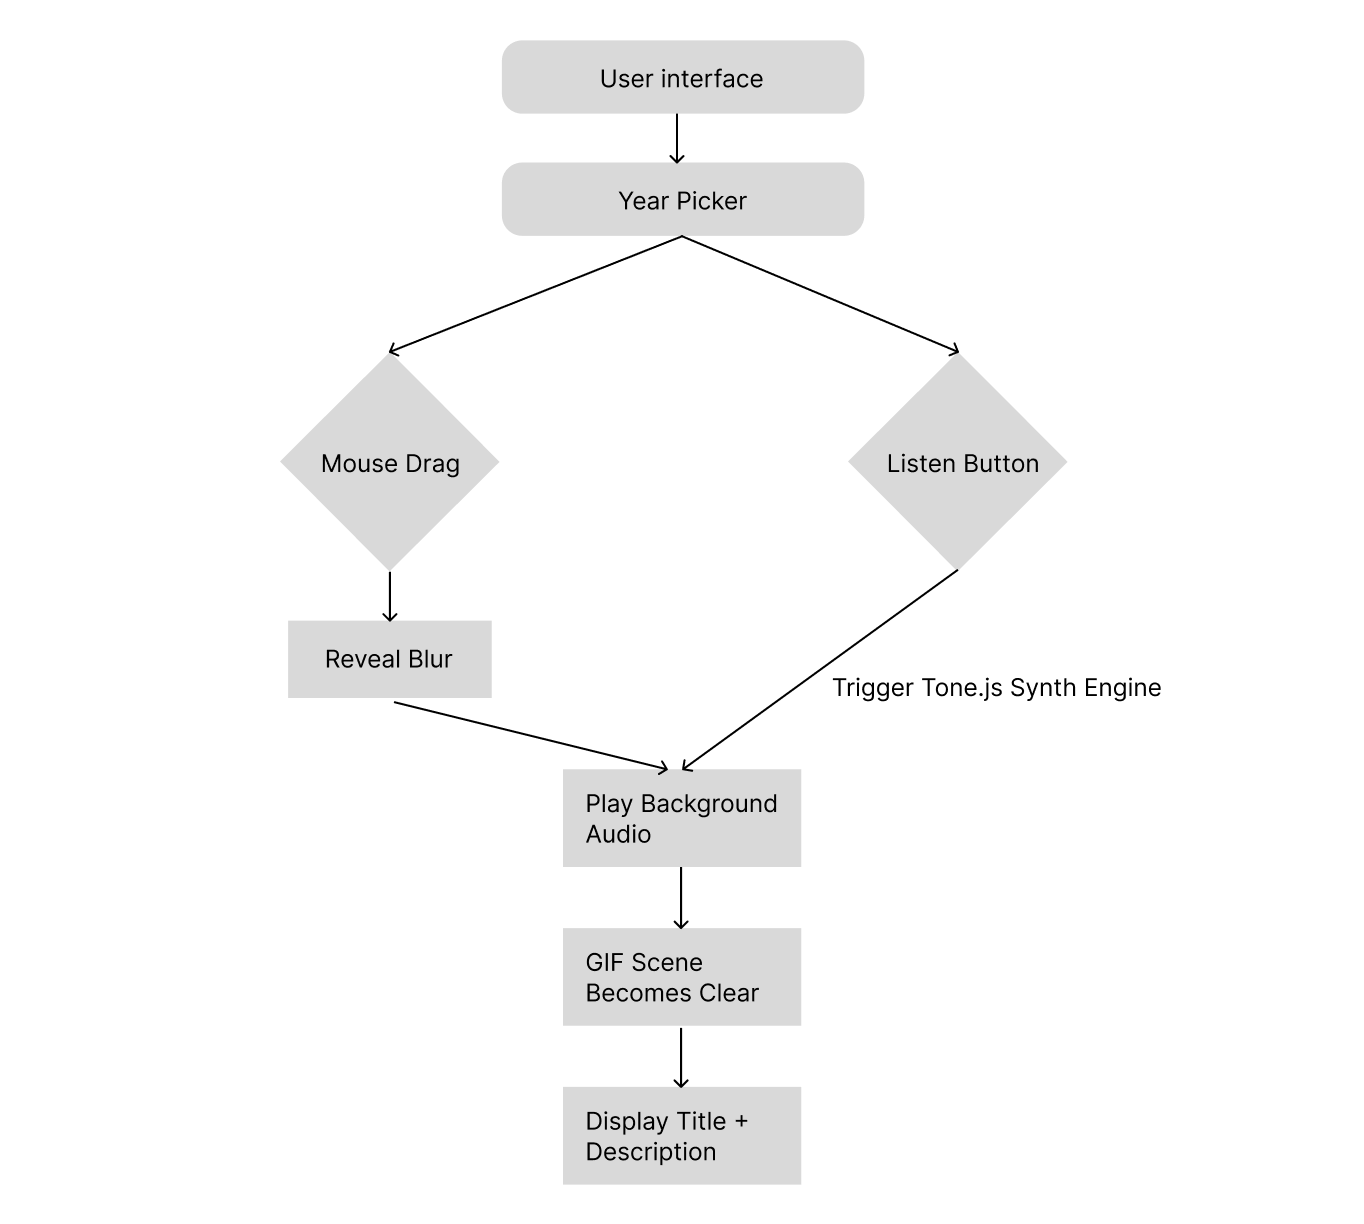 User interface
Year Picker
Mouse Drag
Listen Button
Reveal Blur
Trigger Tone.js Synth Engine
Play Background
Audio
GIF Scene
Becomes Clear
Display Title +
Description